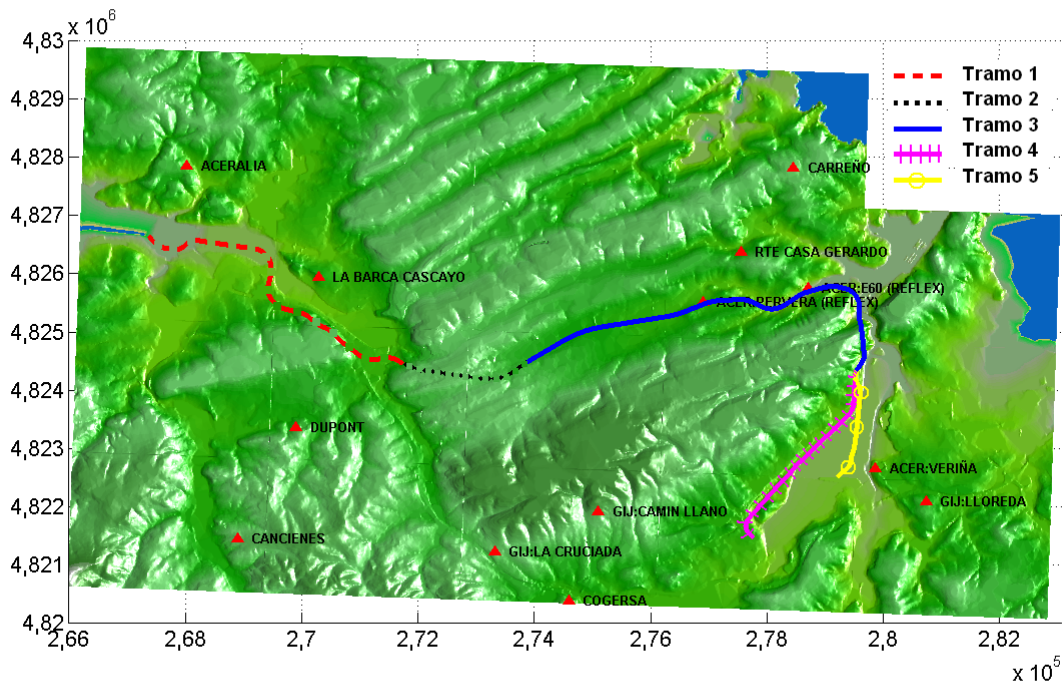 x 10⁶
4,83
4,829
Tramo 1
Tramo 2
4,828
Tramo 3
ACERALIA
CARREÑO
Tramo 4
Tramo 5
4,827
RTE CASA GERARDO
4,826
LA BARCA CASCAYO
ACER:E60 (REFLEX)
ACER:PERVERA (REFLEX)
4,825
4,824
DUPONT
4,823
ACER:VERIÑA
4,822
GIJ:CAMIN LLANO
GIJ:LLOREDA
CANCIENES
GIJ:LA CRUCIADA
4,821
COGERSA
4,82
2,66 2,68 2,7 2,72 2,74 2,76 2,78 2,8 2,82
x 10⁵